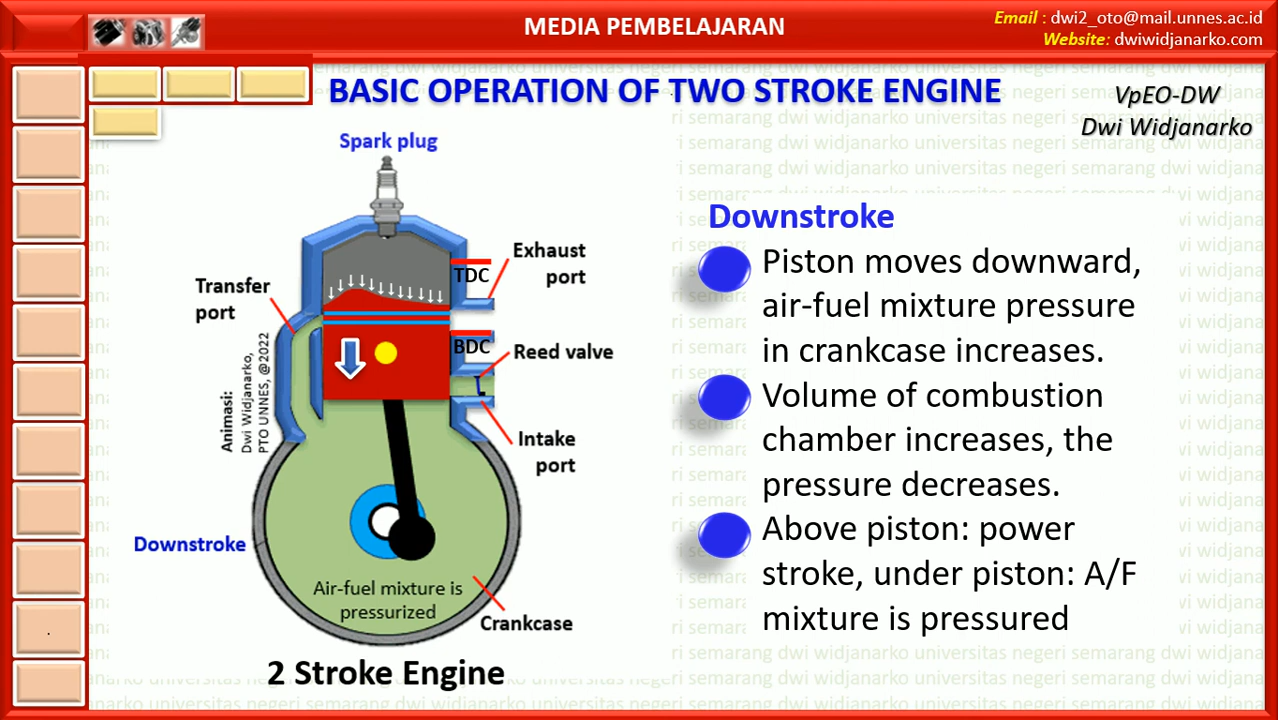 MEDIA PEMBELAJARAN
Email : dwi2_oto@mail.unnes.ac.id
Website: dwiwidjanarko.com
BASIC OPERATION OF TWO STROKE ENGINE
VpEO-DW
Dwi Widjanarko
Spark plug
Exhaust
port
TDC
Transfer
port
BDC
Reed valve
Animasi:
Dwi Widjanarko,
PTO UNNES, @2022
Intake
port
Downstroke
Air-fuel mixture is
pressurized
Crankcase
2 Stroke Engine
Downstroke
Piston moves downward,
air-fuel mixture pressure
in crankcase increases.
Volume of combustion
chamber increases, the
pressure decreases.
Above piston: power
stroke, under piston: A/F
mixture is pressured